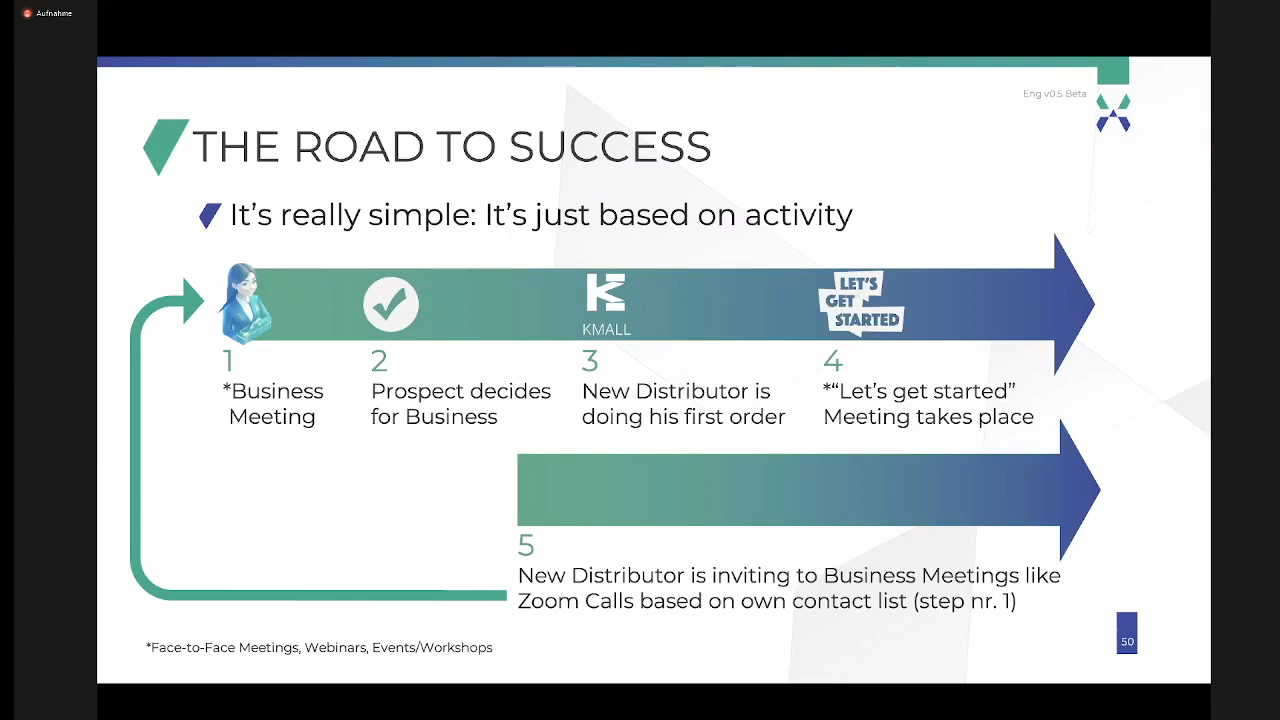 Aufnahme
Eng v0.5 Beta
THE ROAD TO SUCCESS
It's really simple: It's just based on activity
KMALL
LET'S
GET
STARTED
1
*Business
Meeting
2
Prospect decides
for Business
3
New Distributor is
doing his first order
4
*“Let’s get started”
Meeting takes place
5
New Distributor is inviting to Business Meetings like
Zoom Calls based on own contact list (step nr. 1)
*Face-to-Face Meetings, Webinars, Events/Workshops
50